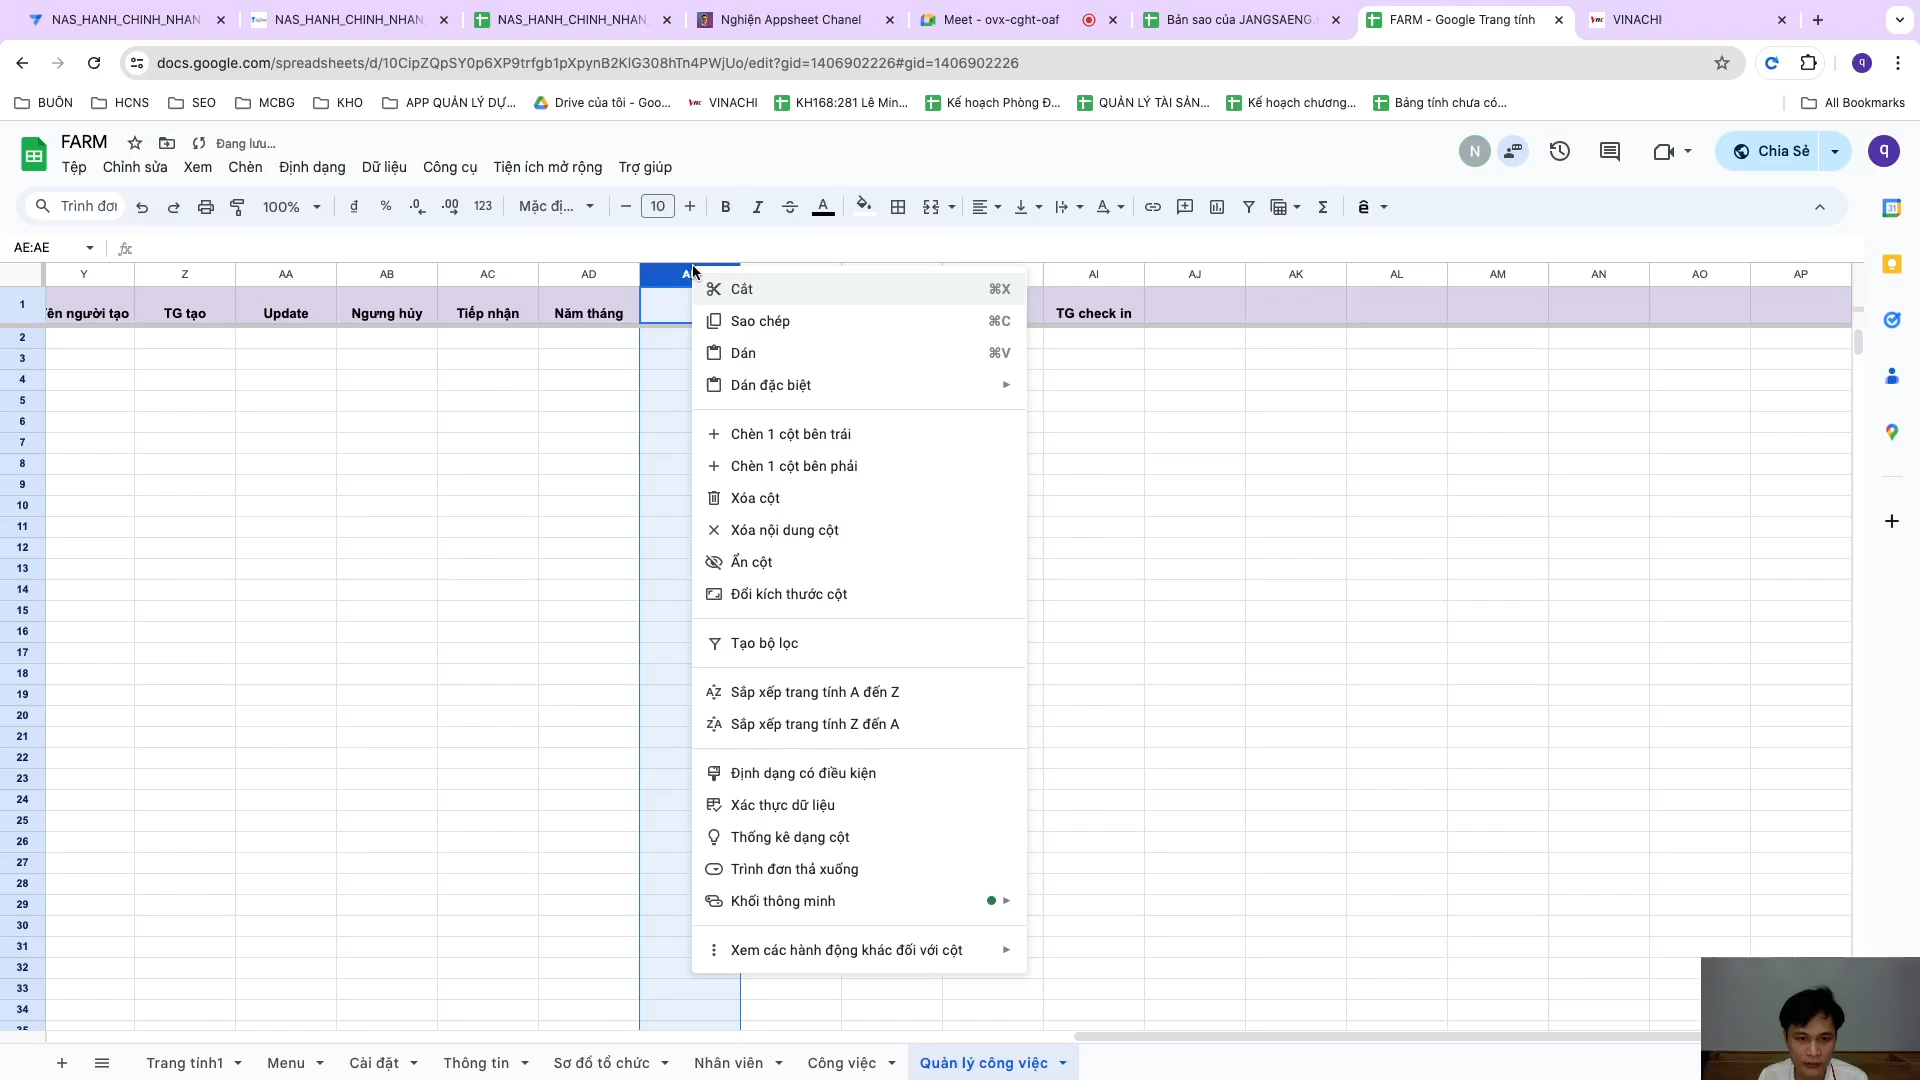 NAS_HANH_CHINH_NHAN
NAS_HANH_CHINH_NHAN
NAS_HANH_CHINH_NHAN
Nghiện Appsheet Chanel
Meet - ovx-cght-oaf
Bản sao của JANGSAENG.
FARM - Google Trang tính
VINACHI
docs.google.com/spreadsheets/d/10CipZQpSY0p6XP9trfgb1pXpynB2KlG308hTn4PWjUo/edit?gid=1406902226#gid=1406902226
q
BUÔN
HCNS
SEO
MCBG
KHO
APP QUẢN LÝ DỰ...
Drive của tôi - Goo...
VINACHI
KH168:281 Lê Min...
Kế hoạch Phòng Đ...
QUẢN LÝ TÀI SẢN...
Kế hoạch chương...
Bảng tính chưa có...
All Bookmarks
FARM
Đang lưu...
Tệp Chỉnh sửa Xem Chèn Định dạng Dữ liệu Công cụ Tiện ích mở rộng Trợ giúp
N
Chia Sẻ
q
Trình đơn
100%
đ % .0 .00 123
Mặc đị...
10
B I
AE:AE
Y Z AA AB AC AD AI AJ AK AL AM AN AO AP
1 ên người tạo TG tạo Update Ngưng hủy Tiếp nhận Năm tháng TG check in
2
3
4
5
6
7
8
9
10
11
12
13
14
15
16
17
18
19
20
21
22
23
24
25
26
27
28
29
30
31
32
33
34
35
Cắt ⌘X
Sao chép ⌘C
Dán ⌘V
Dán đặc biệt
Chèn 1 cột bên trái
Chèn 1 cột bên phải
Xóa cột
Xóa nội dung cột
Ẩn cột
Đổi kích thước cột
Tạo bộ lọc
Sắp xếp trang tính A đến Z
Sắp xếp trang tính Z đến A
Định dạng có điều kiện
Xác thực dữ liệu
Thống kê dạng cột
Trình đơn thả xuống
Khối thông minh
Xem các hành động khác đối với cột
Trang tính1
Menu
Cài đặt
Thông tin
Sơ đồ tổ chức
Nhân viên
Công việc
Quản lý công việc